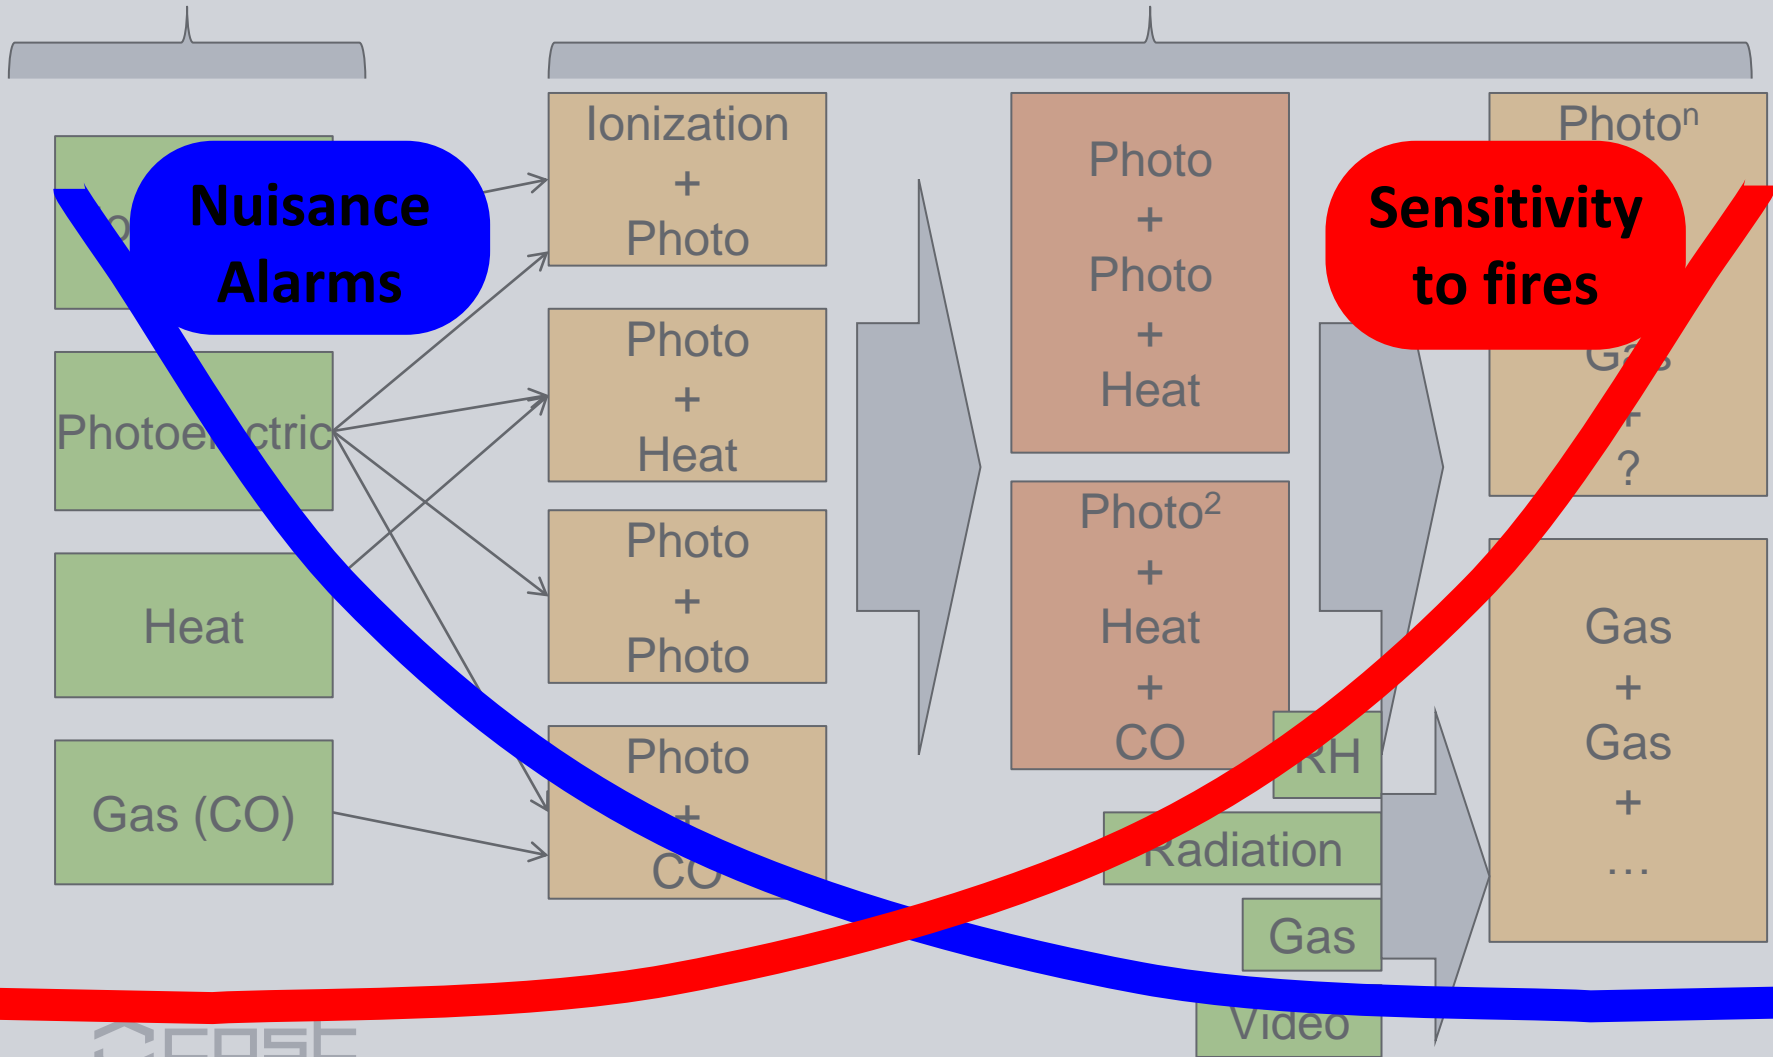 Nuisance
Alarms
Photoelectric
Heat
Gas (CO)
Ionization
+
Photo
Photo
+
Heat
Photo
+
Photo
Photo
+
CO
Photo
+
Photo
+
Heat
Photo²
+
Heat
+
CO
RH
Radiation
Gas
Video
Photoⁿ
Sensitivity
to fires
Gas
+
?
Gas
+
Gas
+
…